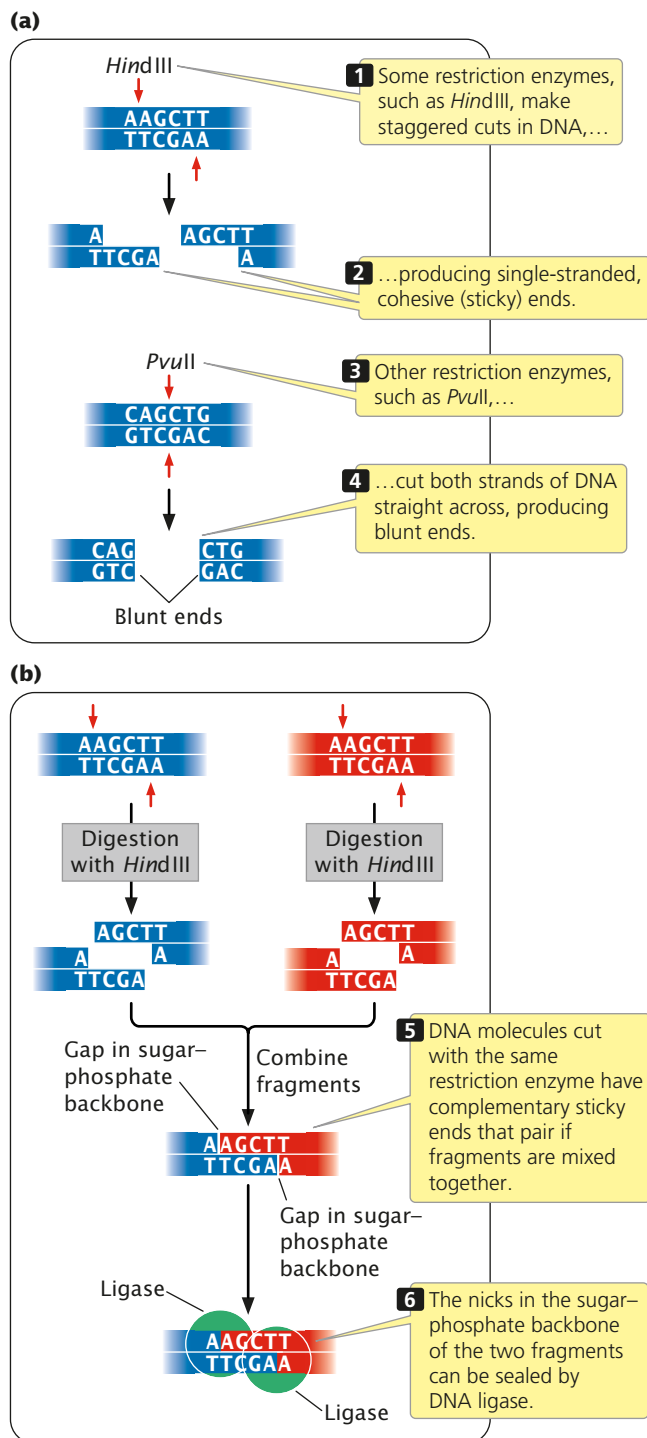 (a)
HindIII
1 Some restriction enzymes,
such as HindIII, make
staggered cuts in DNA,…
AAGCTT
TTCGAA
A AGCTT
TTCGA A
2 …producing single-stranded,
cohesive (sticky) ends.
PvuII
3 Other restriction enzymes,
such as PvuII,…
CAGCTG
GTCGAC
4 …cut both strands of DNA
straight across, producing
blunt ends.
CAG CTG
GTC GAC
Blunt ends
(b)
AAGCTT AAGCTT
TTCGAA TTCGAA
Digestion
with HindIII
Digestion
with HindIII
AGCTT
A A
TTCGA
AGCTT
A A
TTCGA
Gap in sugar–
phosphate
backbone
Combine
fragments
5 DNA molecules cut
with the same
restriction enzyme have
complementary sticky
ends that pair if
fragments are mixed
together.
AAGCTT
TTCGAA
Gap in sugar–
phosphate
backbone
Ligase
6 The nicks in the sugar–
phosphate backbone
of the two fragments
can be sealed by
DNA ligase.
AAGCTT
TTCGAA
Ligase